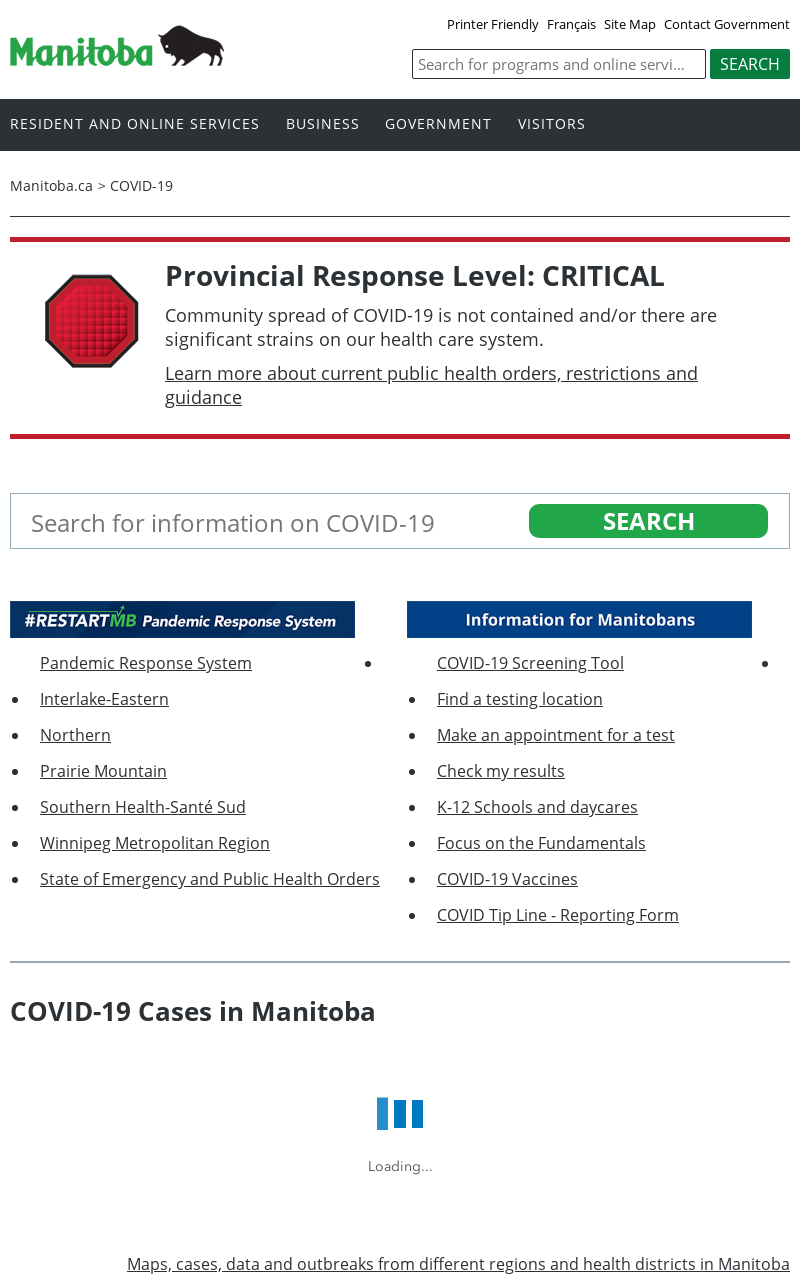 Manitoba
Printer Friendly Français Site Map Contact Government
Search for programs and online servi...
SEARCH
RESIDENT AND ONLINE SERVICES BUSINESS GOVERNMENT VISITORS
Manitoba.ca > COVID-19
Provincial Response Level: CRITICAL
Community spread of COVID-19 is not contained and/or there are
significant strains on our health care system.
Learn more about current public health orders, restrictions and
guidance
Search for information on COVID-19
SEARCH
#RESTARTMB Pandemic Response System
Pandemic Response System
Interlake-Eastern
Northern
Prairie Mountain
Southern Health-Santé Sud
Winnipeg Metropolitan Region
State of Emergency and Public Health Orders
Information for Manitobans
COVID-19 Screening Tool
Find a testing location
Make an appointment for a test
Check my results
K-12 Schools and daycares
Focus on the Fundamentals
COVID-19 Vaccines
COVID Tip Line - Reporting Form
COVID-19 Cases in Manitoba
Loading...
Maps, cases, data and outbreaks from different regions and health districts in Manitoba